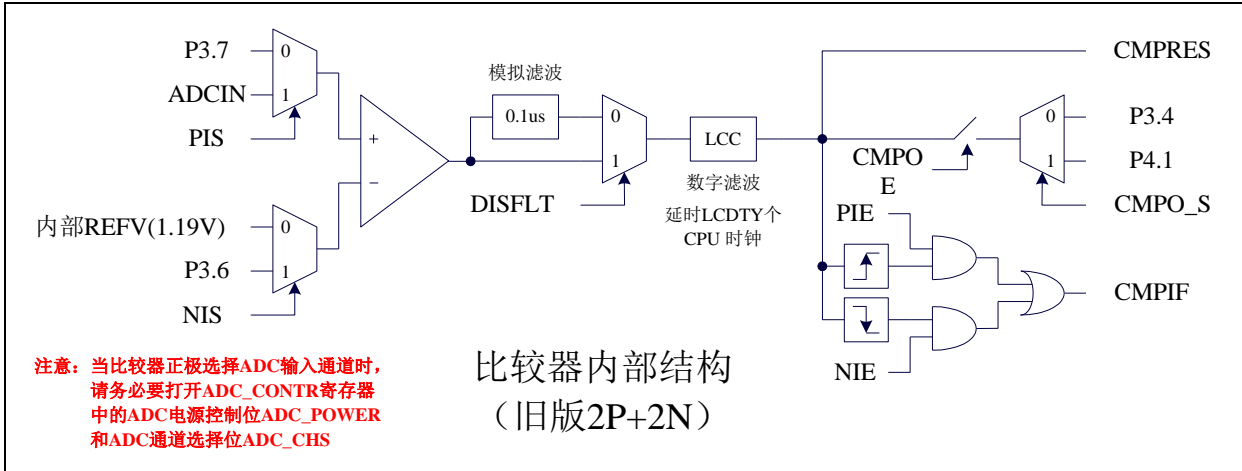 P3.7
0
ADCIN
1
PIS
+
−
内部REFV(1.19V)
0
P3.6
1
NIS
模拟滤波
0.1us
0
1
DISFLT
LCC
数字滤波
延时LCDTY个
CPU 时钟
CMPRES
CMPO
E
0
P3.4
1
P4.1
CMPO_S
PIE
CMPIF
NIE
注意：当比较器正极选择ADC输入通道时，
请务必要打开ADC_CONTR寄存器
中的ADC电源控制位ADC_POWER
和ADC通道选择位ADC_CHS
比较器内部结构
（旧版2P+2N）